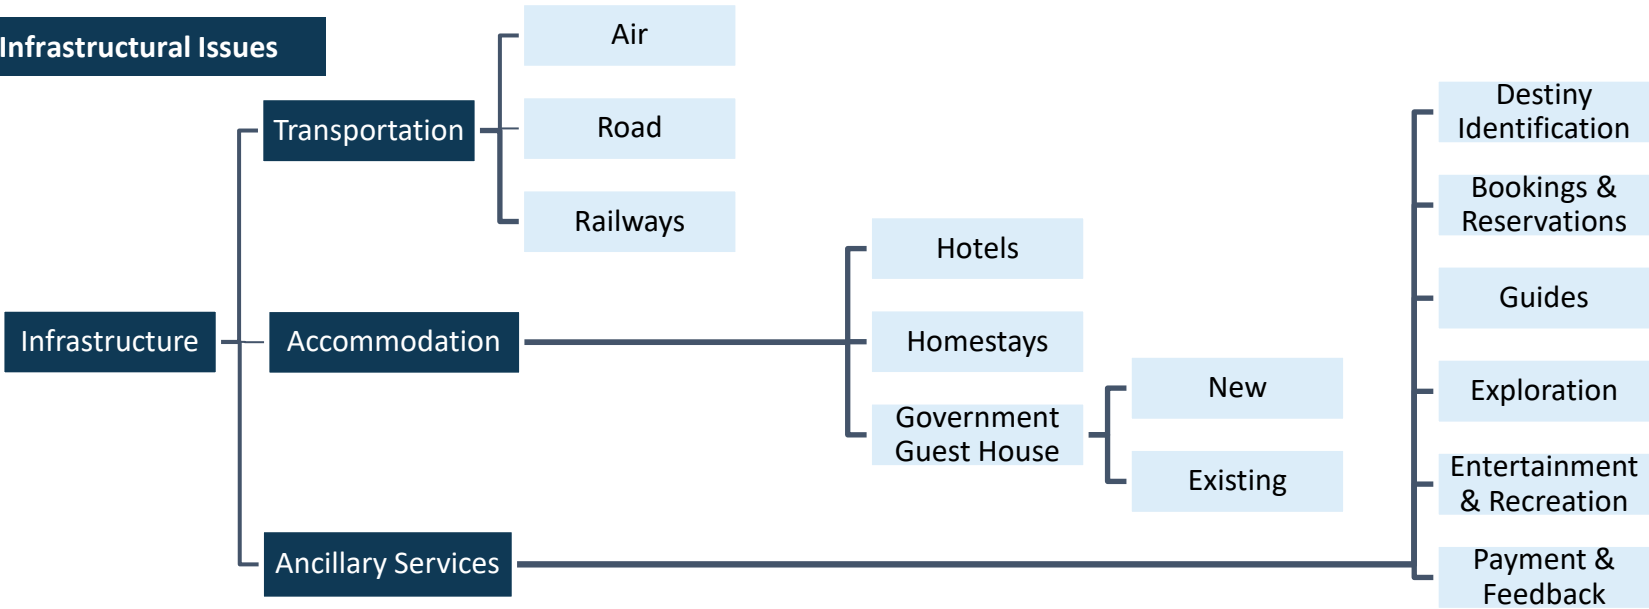 Infrastructural Issues
Infrastructure
Transportation
Air
Road
Railways
Accommodation
Hotels
Homestays
Government
Guest House
New
Existing
Ancillary Services
Destiny
Identification
Bookings &
Reservations
Guides
Exploration
Entertainment
& Recreation
Payment &
Feedback